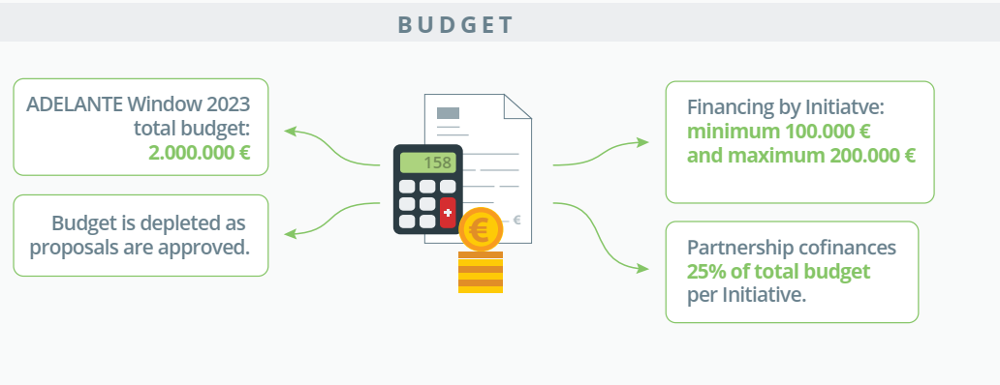 BUDGET
ADELANTE Window 2023
total budget:
2.000.000 €
Budget is depleted as
proposals are approved.
158
€
€
Financing by Initiatve:
minimum 100.000 €
and maximum 200.000 €
Partnership cofinances
25% of total budget
per Initiative.